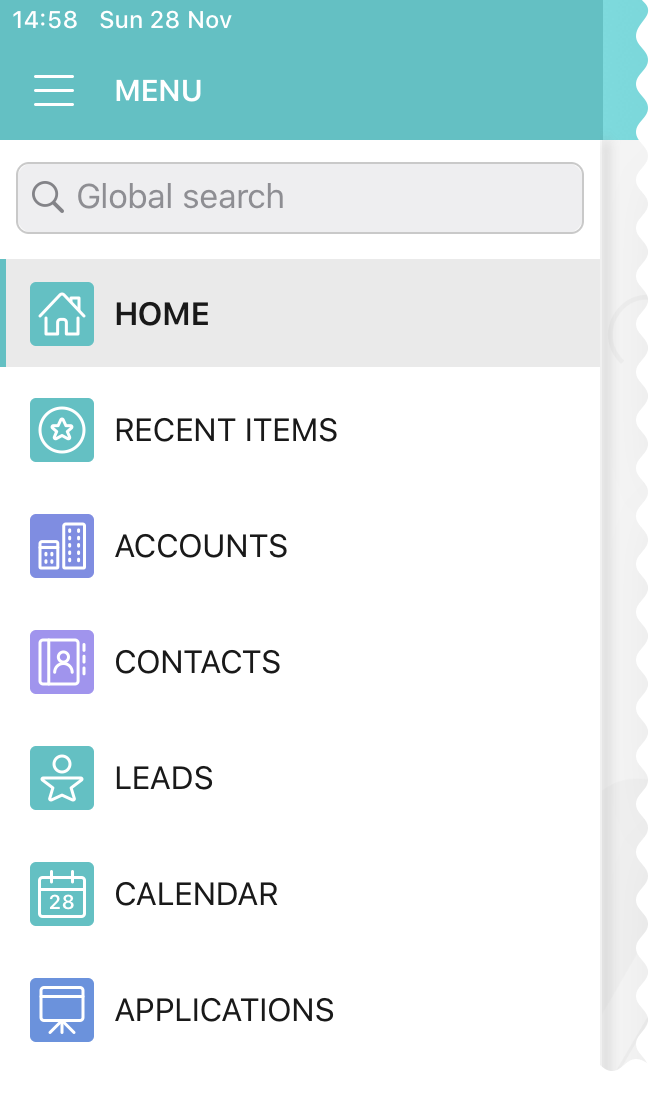 14:58 Sun 28 Nov
MENU
Global search
HOME
RECENT ITEMS
ACCOUNTS
CONTACTS
LEADS
28
CALENDAR
APPLICATIONS